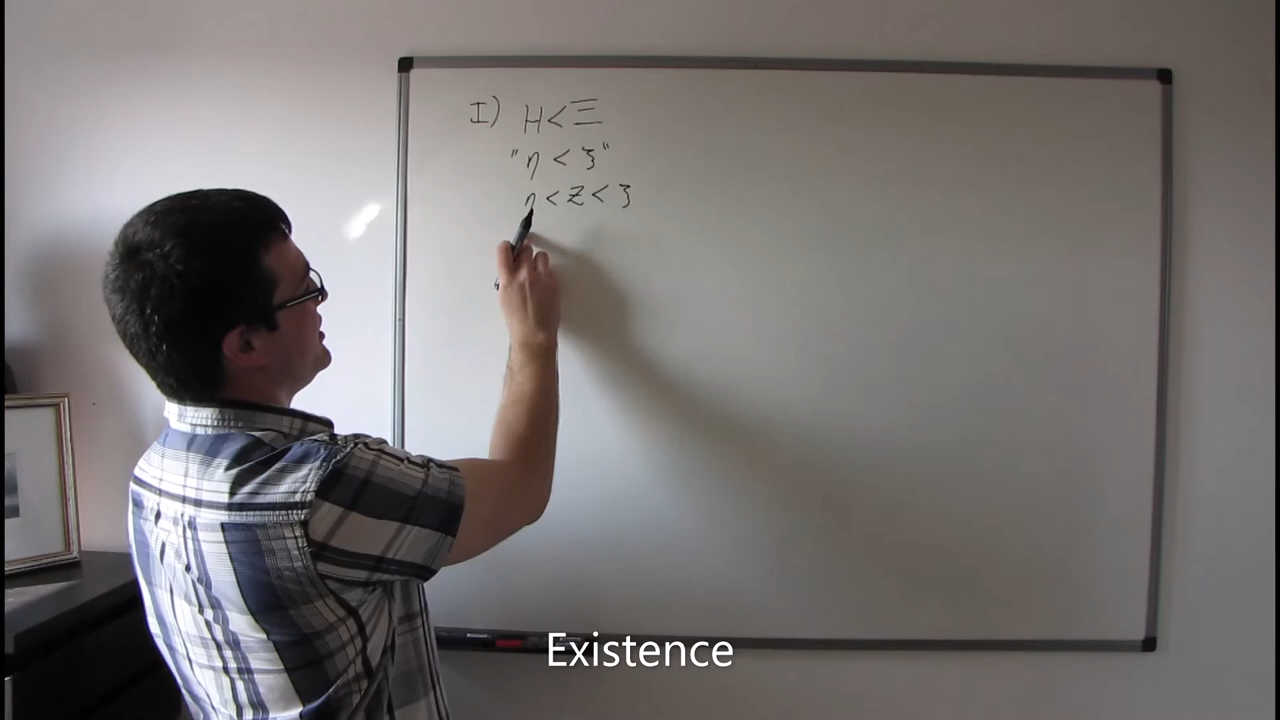 I) H < Ξ
"η < ξ"
η < Z < ξ
Existence